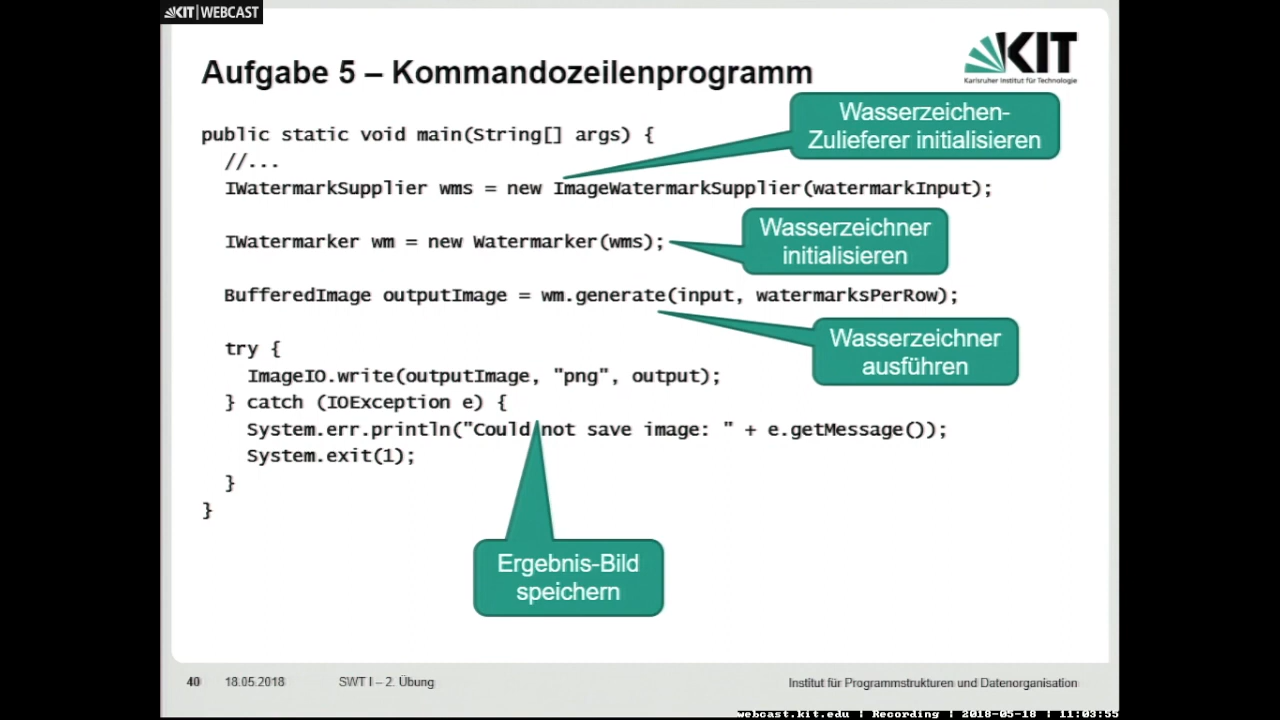 KIT | WEBCAST
Aufgabe 5 – Kommandozeilenprogramm
KIT
Karlsruher Institut für Technologie
public static void main(String[] args) {
//...
IWatermarkSupplier wms = new ImageWatermarkSupplier(watermarkInput);
IWatermarker wm = new Watermarker(wms);
BufferedImage outputImage = wm.generate(input, watermarksPerRow);
try {
ImageIO.write(outputImage, "png", output);
} catch (IOException e) {
System.err.println("Could not save image: " + e.getMessage());
System.exit(1);
}
}
Wasserzeichen-
Zulieferer initialisieren
Wasserzeichner
initialisieren
Wasserzeichner
ausführen
Ergebnis-Bild
speichern
40 18.05.2018 SWT I – 2. Übung Institut für Programmstrukturen und Datenorganisation
webcast.kit.edu | Recording | 2018-05-18 | 11:03:55